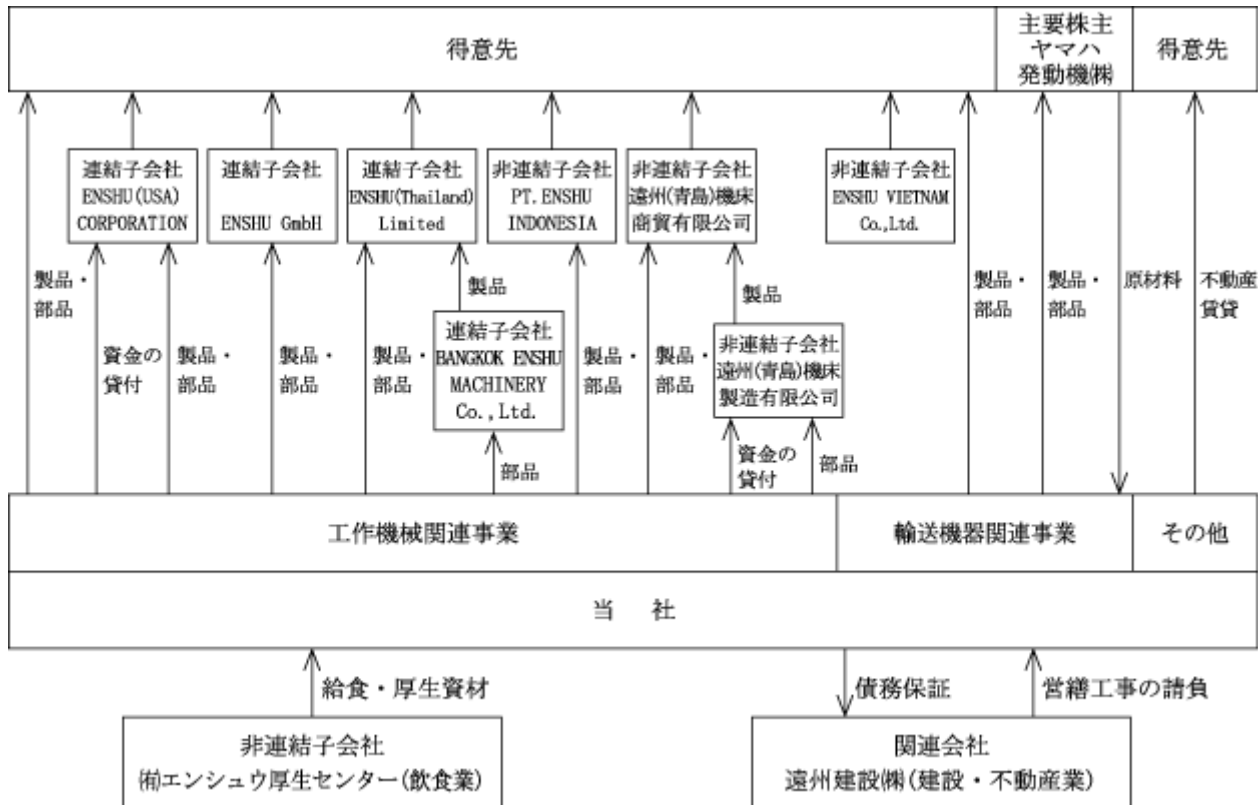 得意先
主要株主
ヤマハ
発動機㈱
得意先
連結子会社
ENSHU(USA)
CORPORATION
連結子会社
ENSHU GmbH
連結子会社
ENSHU(Thailand)
Limited
非連結子会社
PT.ENSHU
INDONESIA
非連結子会社
遠州(青島)機床
商貿有限公司
非連結子会社
ENSHU VIETNAM
Co.,Ltd.
製品・
部品
資金の
貸付
製品・
部品
製品・
部品
製品・
部品
製品
連結子会社
BANGKOK ENSHU
MACHINERY
Co.,Ltd.
部品
製品・
部品
製品・
部品
製品
非連結子会社
遠州(青島)機床
製造有限公司
資金の
貸付
部品
製品・
部品
製品・
部品
原材料
不動産
賃貸
工作機械関連事業
輸送機器関連事業
その他
当 社
給食・厚生資材
債務保証
営繕工事の請負
非連結子会社
㈲エンシュウ厚生センター(飲食業)
関連会社
遠州建設㈱(建設・不動産業)